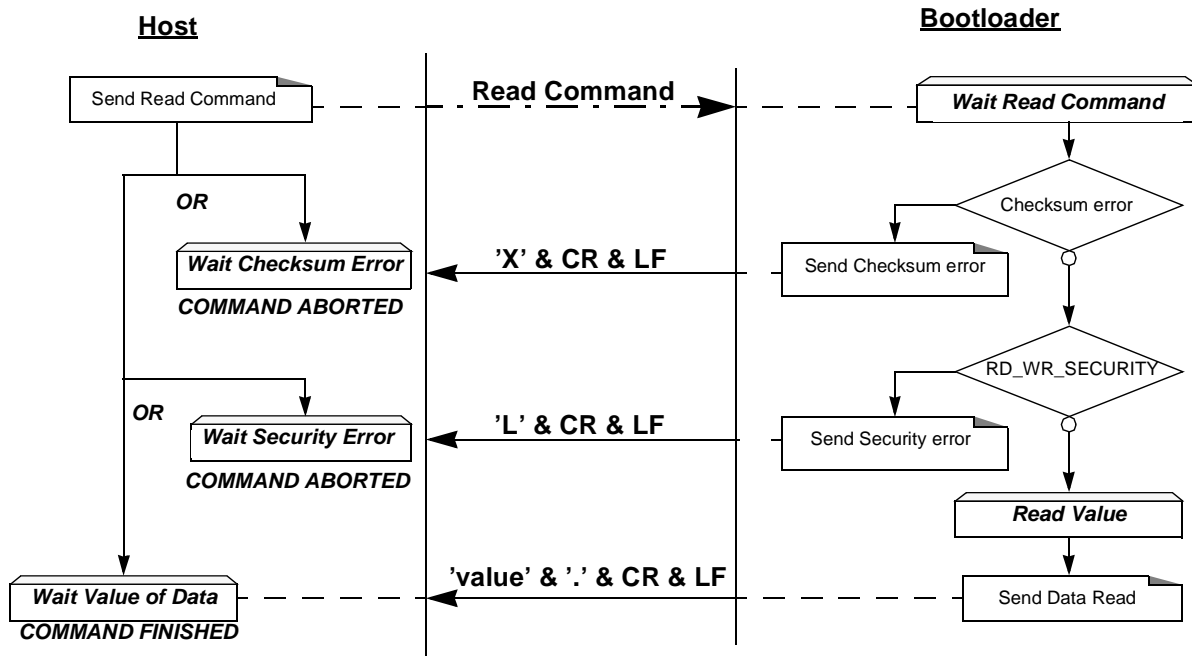 Host
Bootloader
Send Read Command
Read Command
Wait Read Command
OR
Checksum error
Wait Checksum Error
’X’ & CR & LF
Send Checksum error
COMMAND ABORTED
RD_WR_SECURITY
OR
Wait Security Error
’L’ & CR & LF
Send Security error
COMMAND ABORTED
Read Value
’value’ & ’.’ & CR & LF
Wait Value of Data
Send Data Read
COMMAND FINISHED